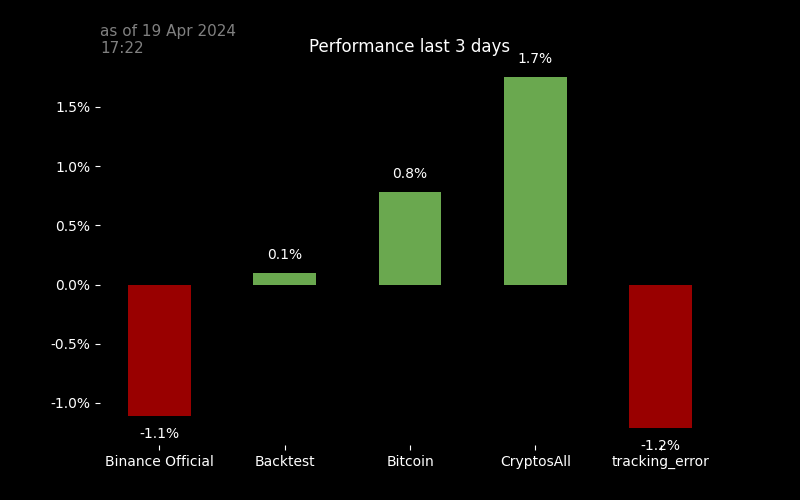 as of 19 Apr 2024
17:22
Performance last 3 days
1.7%
1.5%
1.0%
0.8%
0.5%
0.1%
0.0%
-0.5%
-1.0%
-1.1%
-1.2%
Binance Official
Backtest
Bitcoin
CryptosAll
tracking_error